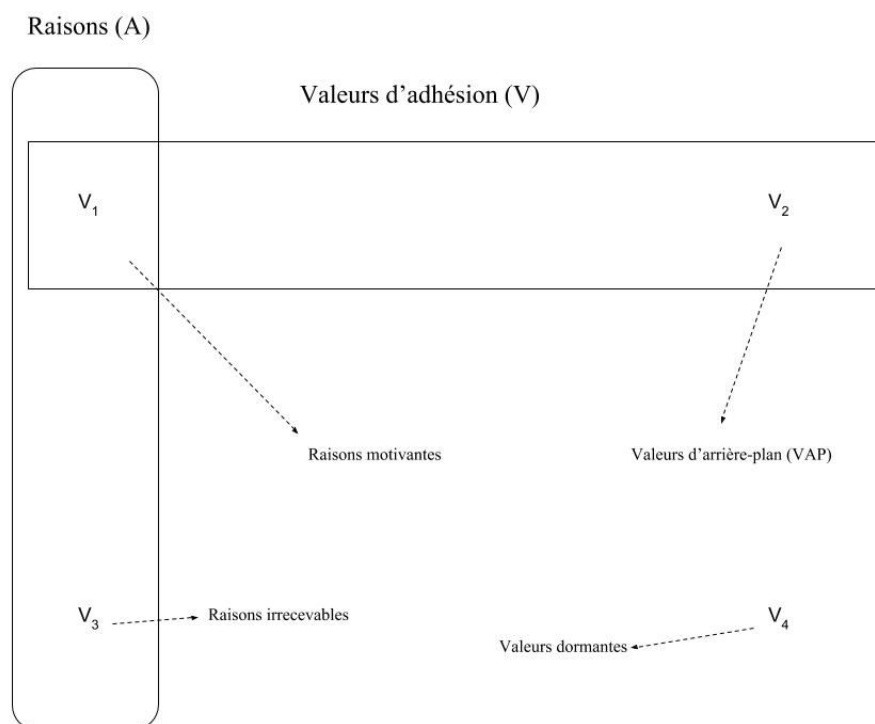 Raisons (A)
Valeurs d’adhésion (V)
V1
V2
Raisons motivantes
Valeurs d’arrière-plan (VAP)
V3
Raisons irrecevables
V4
Valeurs dormantes